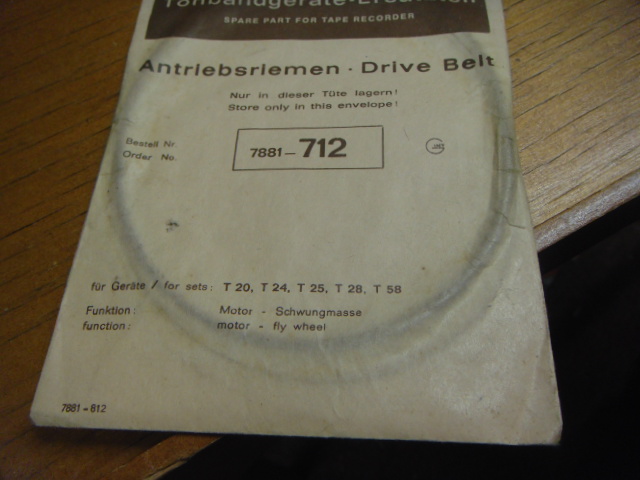 Tonbandgeräte-Ersatzteil
SPARE PART FOR TAPE RECORDER
Antriebsriemen · Drive Belt
Nur in dieser Tüte lagern!
Store only in this envelope!
Bestell Nr.
Order No.
7881–712
für Geräte / for sets: T 20, T 24, T 25, T 28, T 58
Funktion: Motor - Schwungmasse
function: motor - fly wheel
7881-812